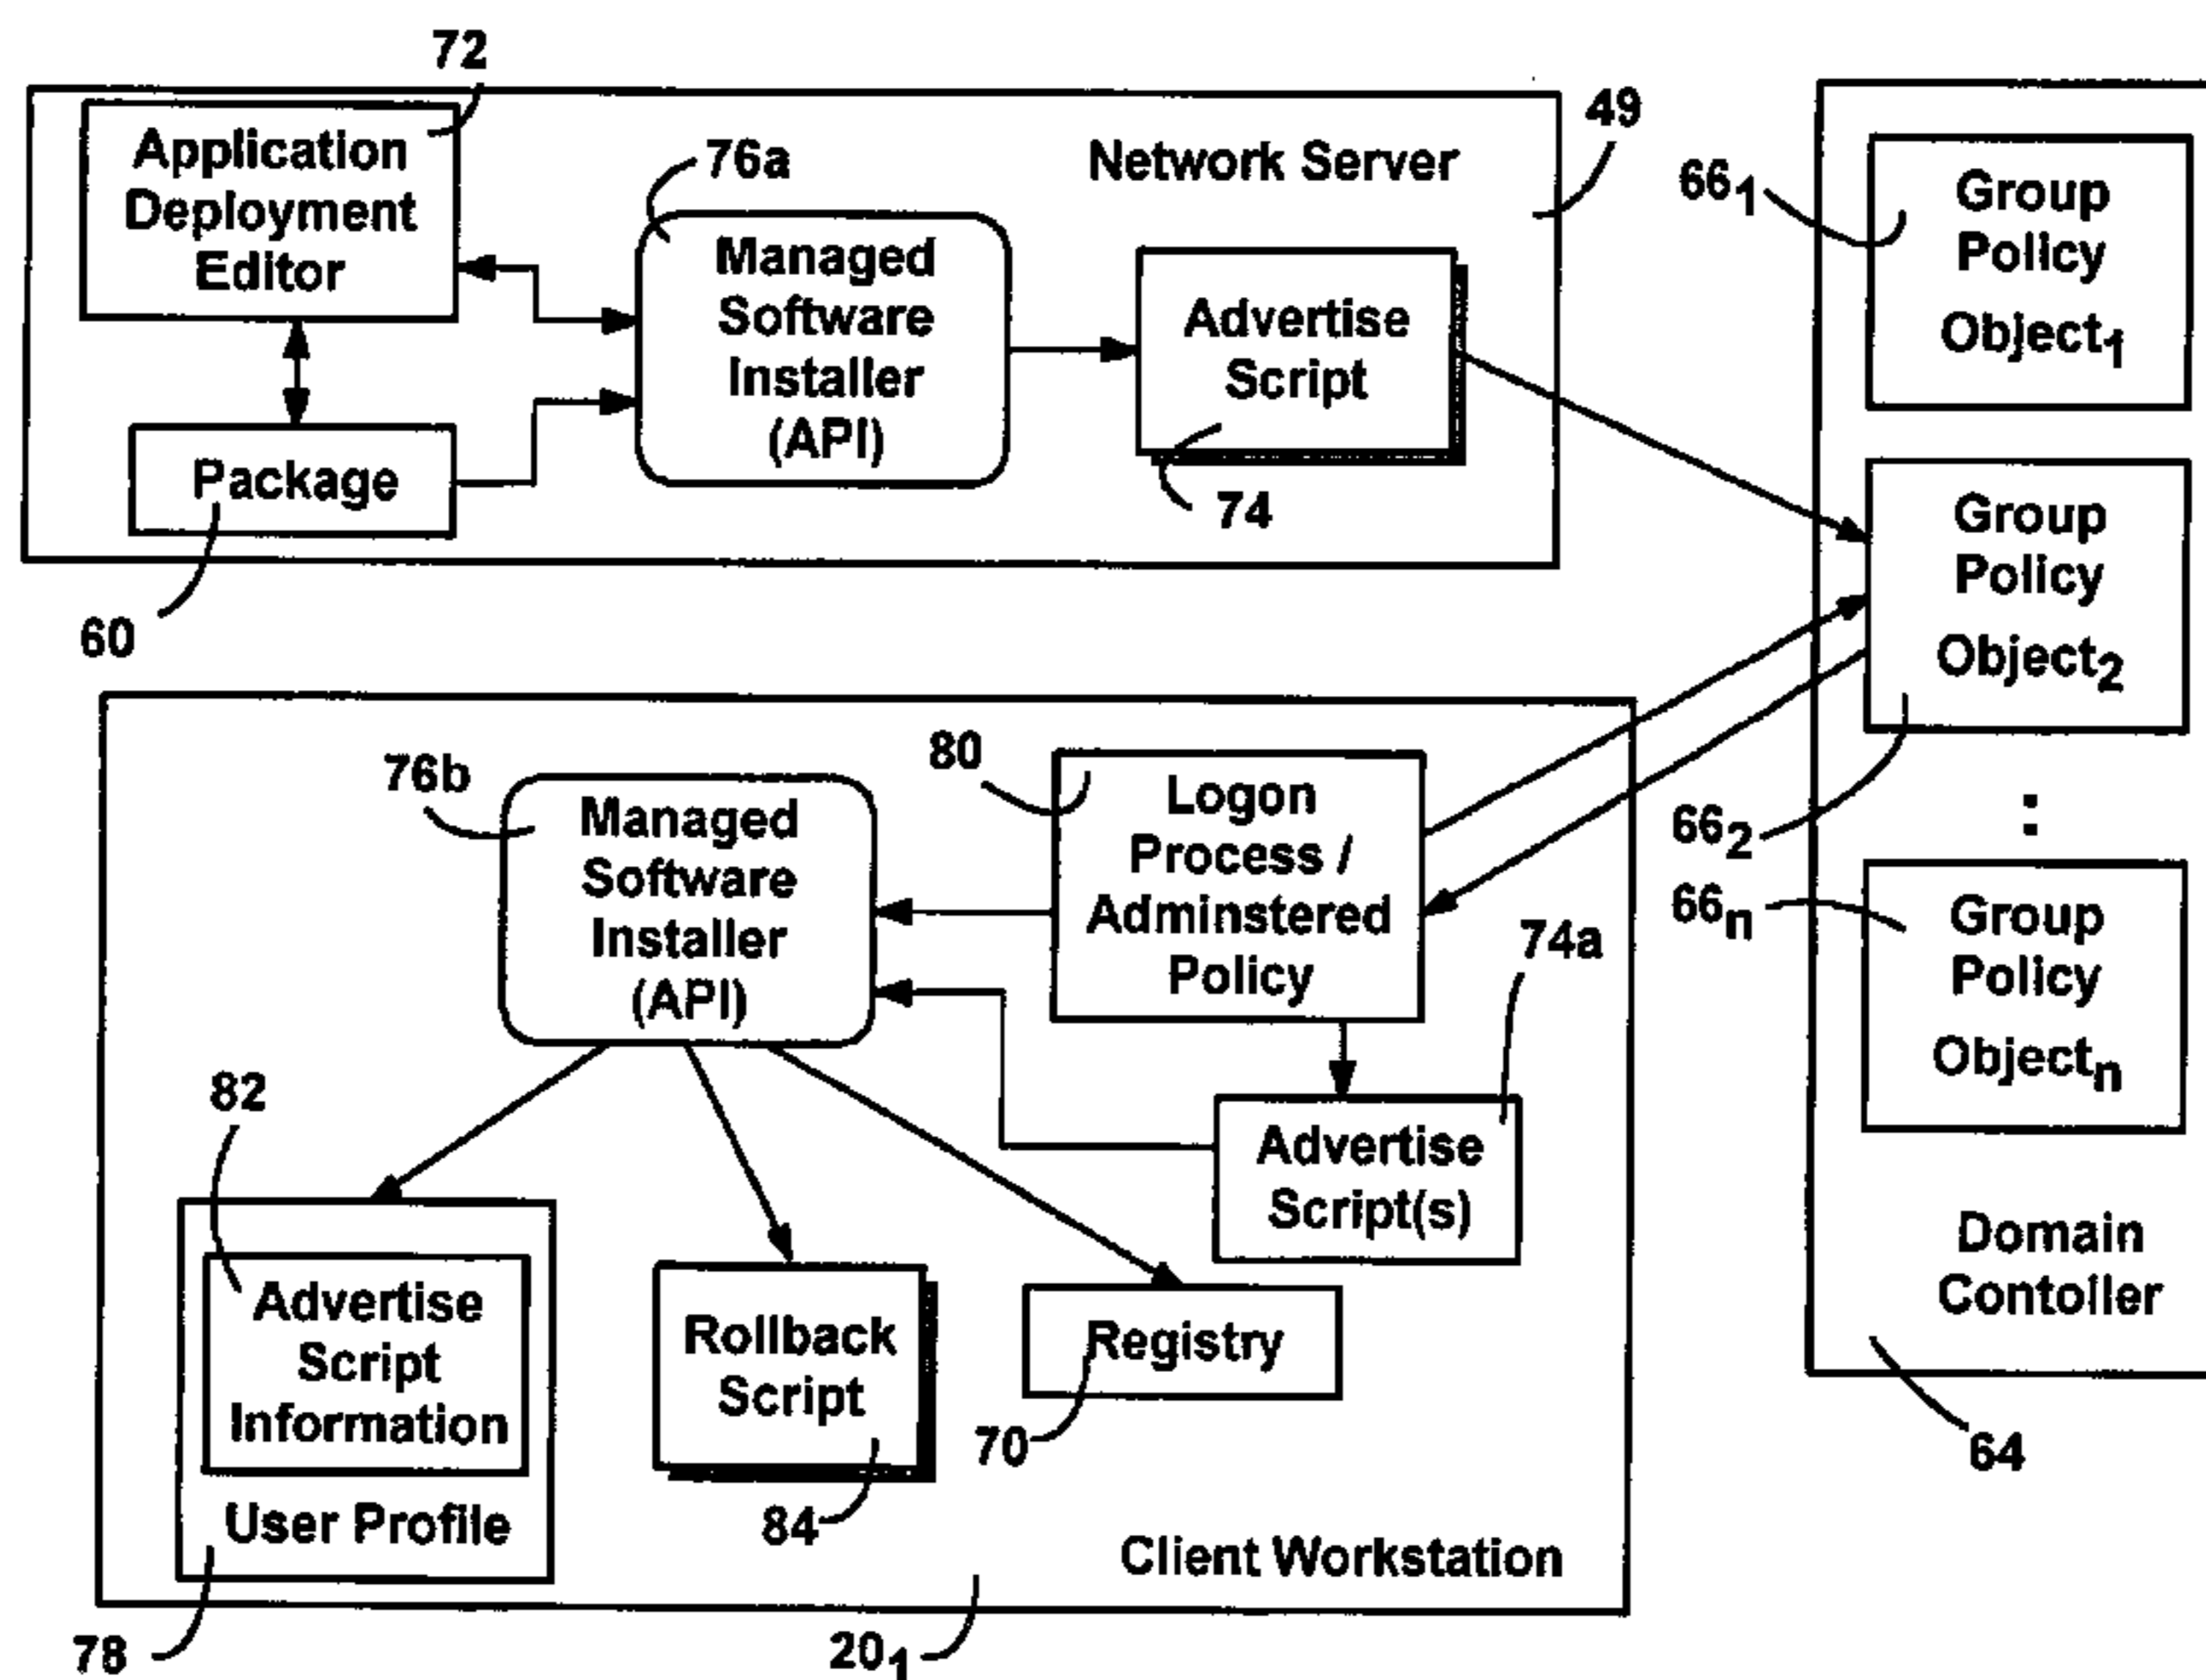 72
Application
Deployment
Editor
76a
Managed
Software
Installer
(API)
Network Server
49
Advertise
Script
74
Package
60
66₁
Group
Policy
Object₁
Group
Policy
Object₂
66₂
:
66ₙ
Group
Policy
Objectₙ
Domain
Contoller
64
76b
Managed
Software
Installer
(API)
80
Logon
Process /
Adminstered
Policy
74a
Advertise
Script(s)
82
Advertise
Script
Information
User Profile
78
Rollback
Script
84
Registry
70
Client Workstation
20₁